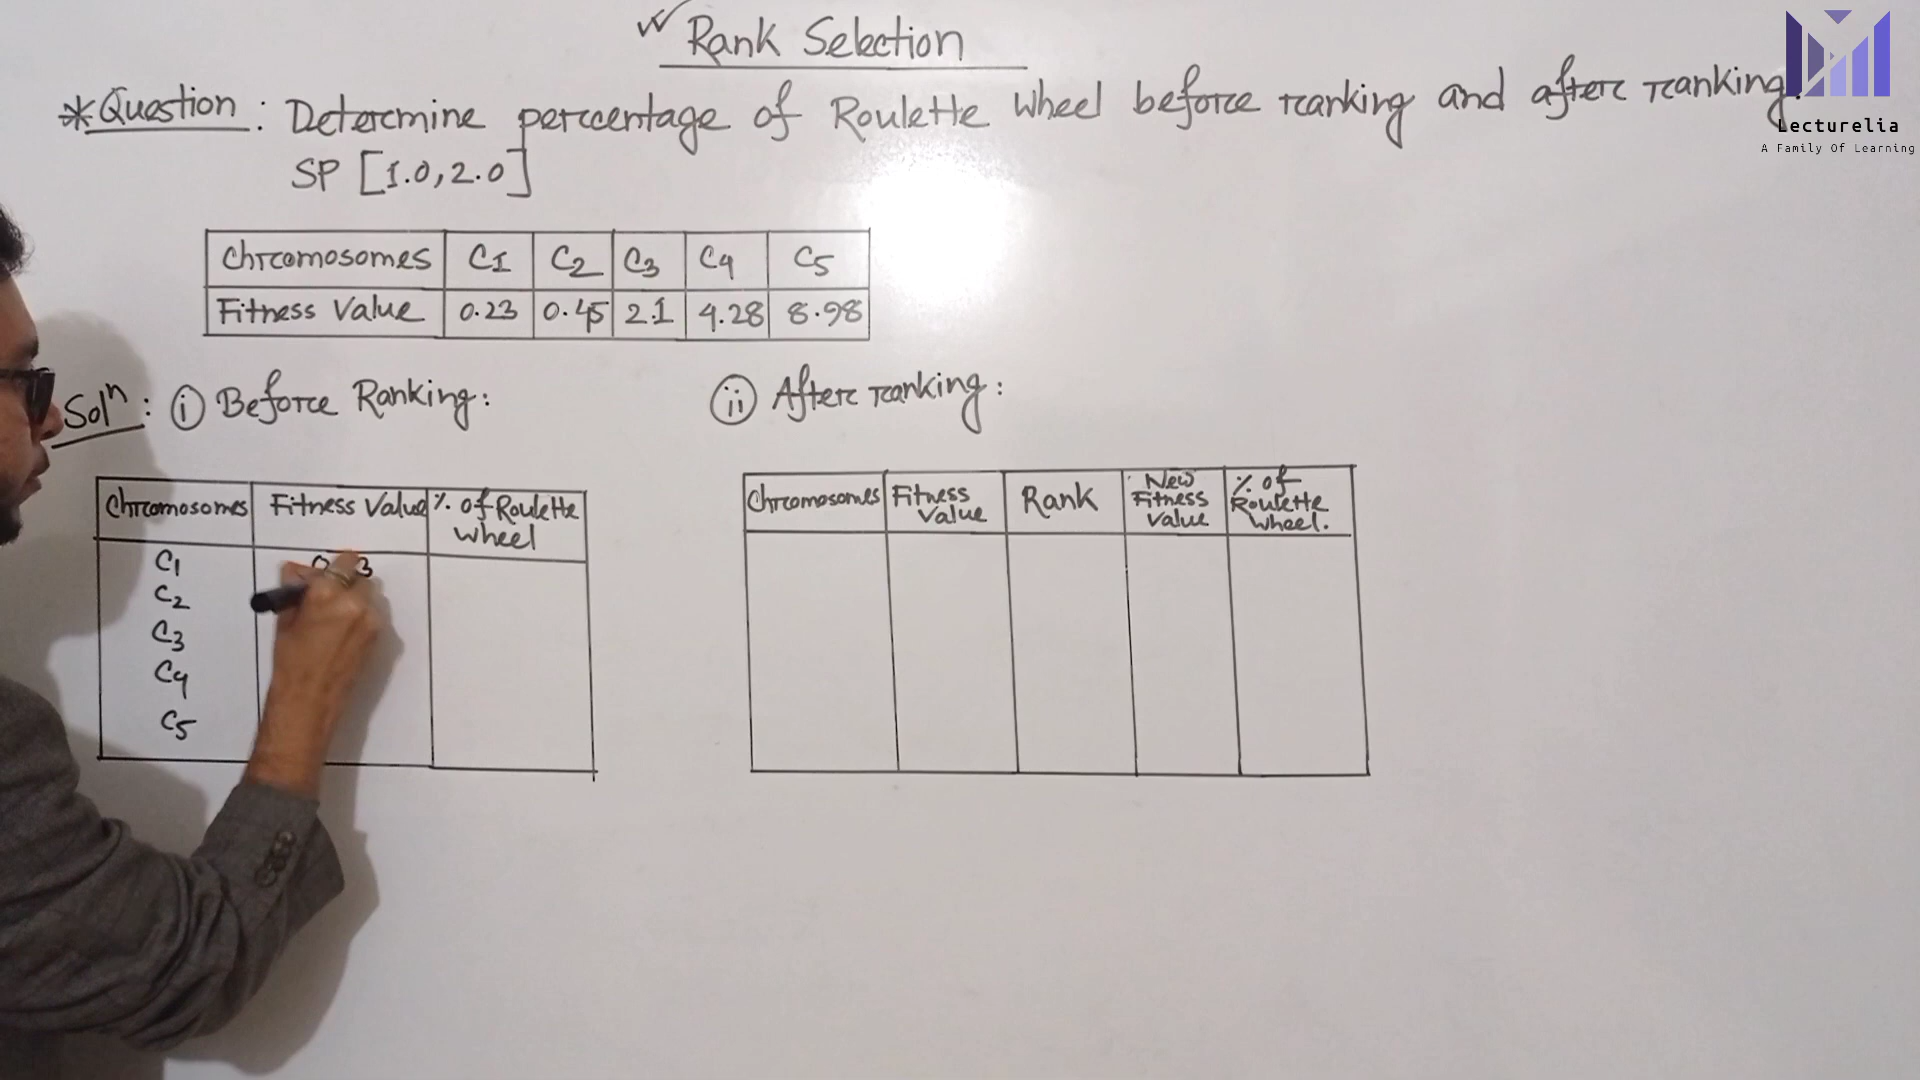 Rank Selection
*Question: Determine percentage of Roulette Wheel before ranking and after ranking.
SP [1.0, 2.0]
Lecturelia
A Family Of Learning
Chromosomes C1 C2 C3 C4 C5
Fitness Value 0.23 0.45 2.1 4.28 8.98
Solⁿ: (i) Before Ranking: (ii) After ranking:
Chromosomes Fitness Value % of Roulette wheel
C1
C2
C3
C4
C5
Chromosomes Fitness Value Rank New Fitness Value % of Roulette Wheel.